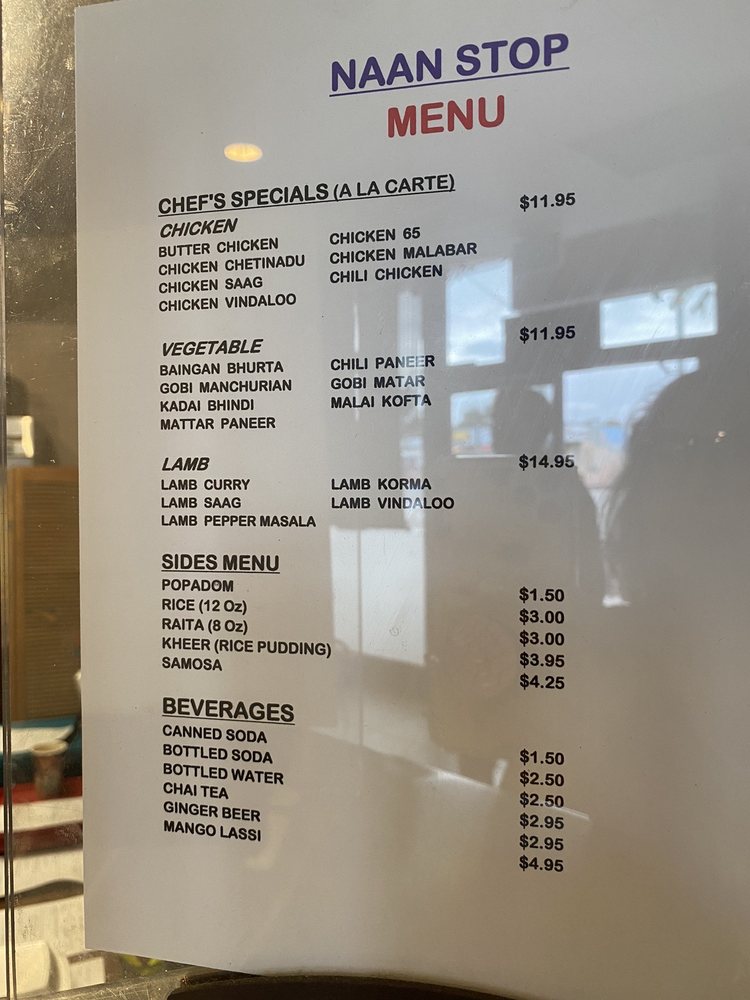 NAAN STOP
MENU
CHEF'S SPECIALS (A LA CARTE)
CHICKEN $11.95
BUTTER CHICKEN CHICKEN 65
CHICKEN CHETINADU CHICKEN MALABAR
CHICKEN SAAG CHILI CHICKEN
CHICKEN VINDALOO
VEGETABLE $11.95
BAINGAN BHURTA CHILI PANEER
GOBI MANCHURIAN GOBI MATAR
KADAI BHINDI MALAI KOFTA
MATTAR PANEER
LAMB $14.95
LAMB CURRY LAMB KORMA
LAMB SAAG LAMB VINDALOO
LAMB PEPPER MASALA
SIDES MENU
POPADOM $1.50
RICE (12 Oz) $3.00
RAITA (8 Oz) $3.00
KHEER (RICE PUDDING) $3.95
SAMOSA $4.25
BEVERAGES
CANNED SODA $1.50
BOTTLED SODA $2.50
BOTTLED WATER $2.50
CHAI TEA $2.95
GINGER BEER $2.95
MANGO LASSI $4.95